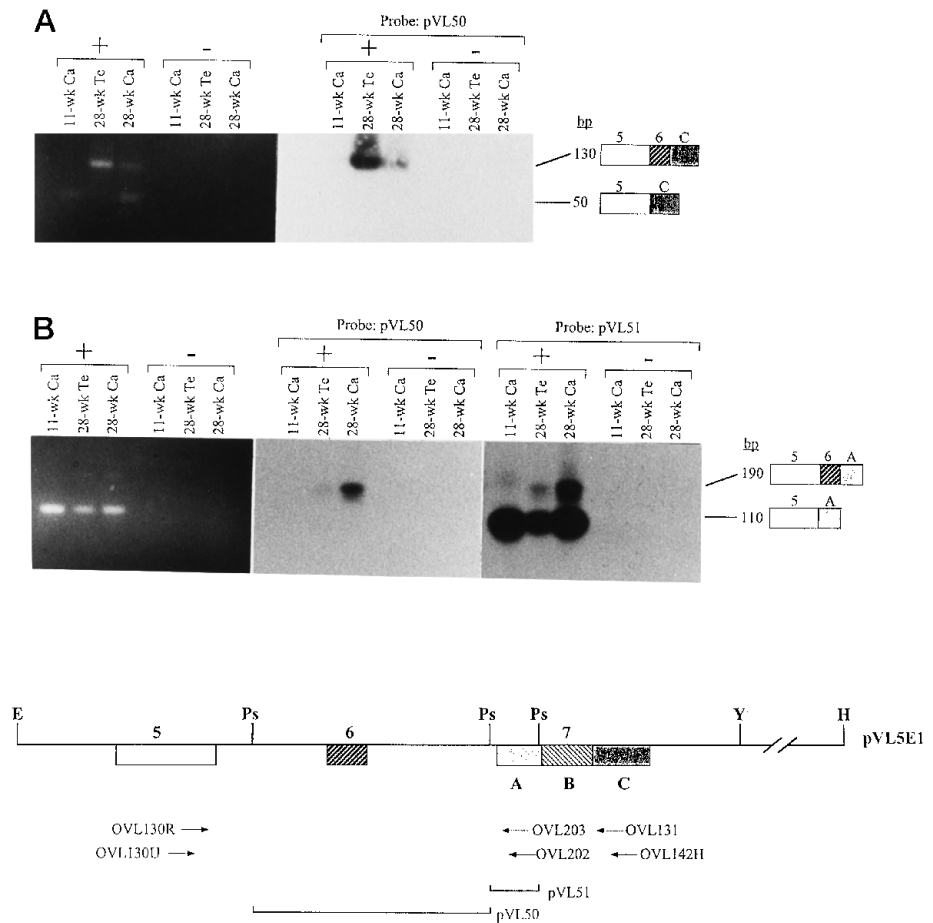 A
Probe: pVL50
+ - + -
11-wk Ca 28-wk Te 28-wk Ca 11-wk Ca 28-wk Te 28-wk Ca 11-wk Ca 28-wk Te 28-wk Ca 11-wk Ca 28-wk Te 28-wk Ca
bp
5 6 C
130
5 C
50
B
Probe: pVL50 Probe: pVL51
+ - + - + -
11-wk Ca 28-wk Te 28-wk Ca 11-wk Ca 28-wk Te 28-wk Ca 11-wk Ca 28-wk Te 28-wk Ca 11-wk Ca 28-wk Te 28-wk Ca 11-wk Ca 28-wk Te 28-wk Ca 11-wk Ca 28-wk Te 28-wk Ca
bp
5 6 A
190
5 A
110
E Ps Ps Ps Y H
5 6 7 pVL5E1
A B C
OVL130R OVL203 OVL131
OVL130U OVL202 OVL142H
pVL51
pVL50